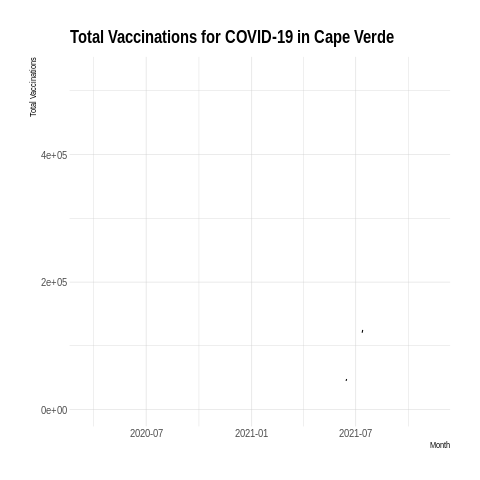 Total Vaccinations for COVID-19 in Cape Verde
Total Vaccinations
4e+05
2e+05
0e+00
2020-07
2021-01
2021-07
Month